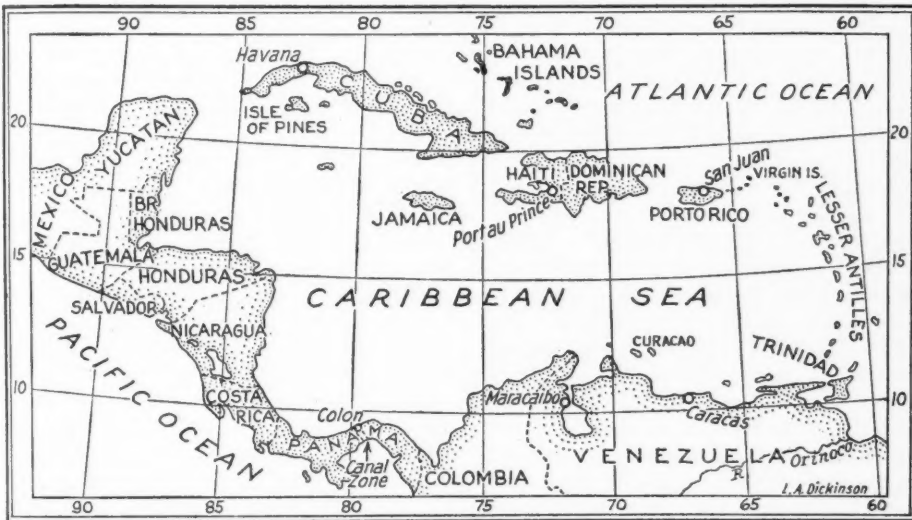 90
85
80
75
70
65
60
Havana
BAHAMA
ISLANDS
ATLANTIC OCEAN
CUBA
ISLE
OF PINES
20
20
YUCATAN
MEXICO
HAITI
DOMINICAN
REP.
San Juan
VIRGIN IS.
BR.
HONDURAS
JAMAICA
Port au Prince
PORTO RICO
LESSER ANTILLES
15
GUATEMALA
HONDURAS
15
SALVADOR
CARIBBEAN SEA
NICARAGUA
CURACAO
TRINIDAD
PACIFIC OCEAN
10
COSTA
RICA
Maracaibo
10
Colon
Caracas
PANAMA
Canal
Zone
COLOMBIA
VENEZUELA
Orinoco
R.
L.A. Dickinson
90
85
80
75
70
65
60